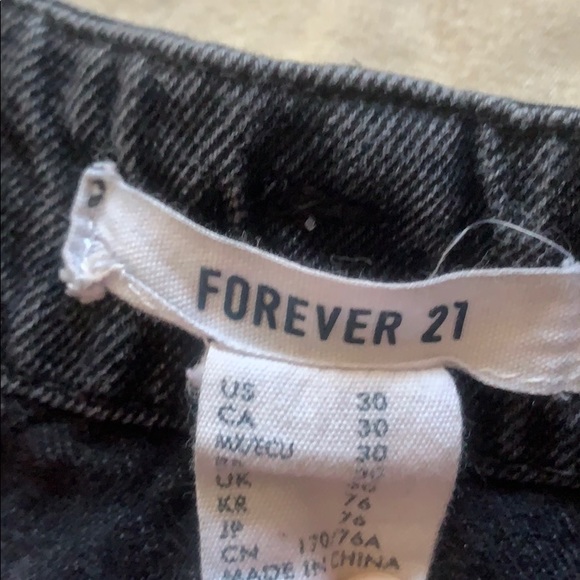 FOREVER 21
US 30
CA 30
MX/ECU 30
UK
KR 76
JP 76
CN 170/76A
MADE IN CHINA